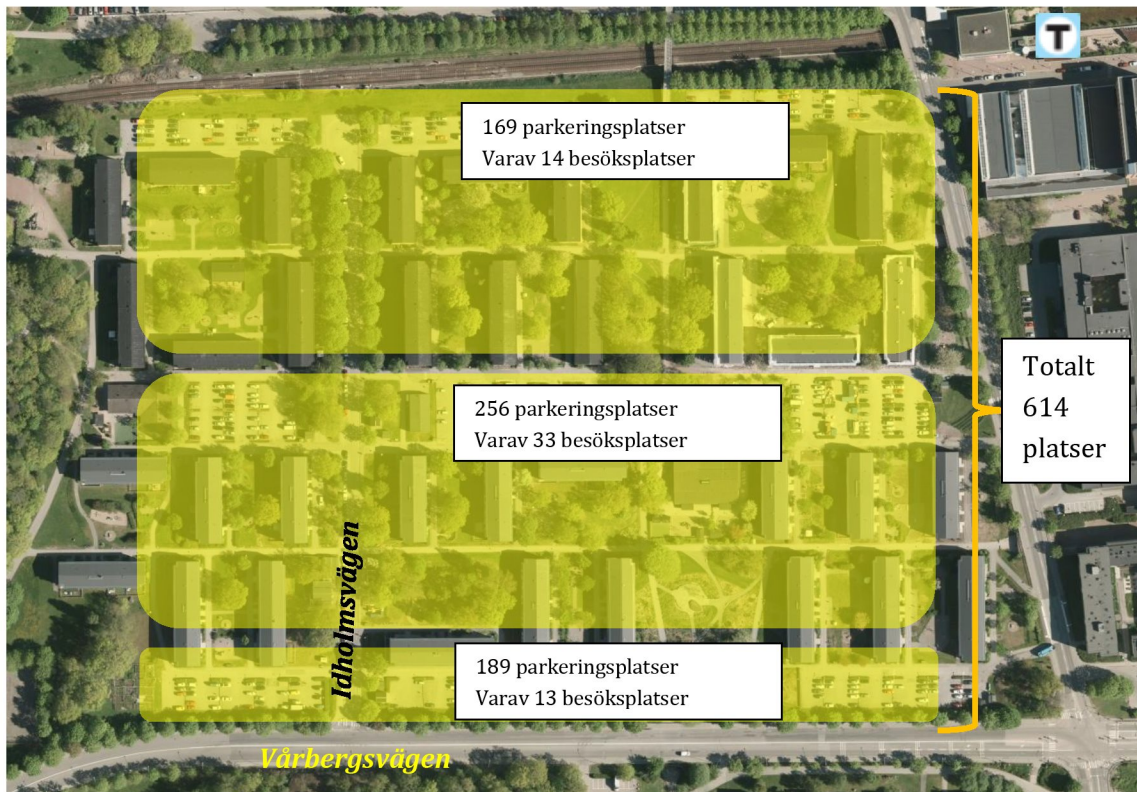 T
169 parkeringsplatser
Varav 14 besöksplatser
256 parkeringsplatser
Varav 33 besöksplatser
Totalt
614
platser
Idholmsvägen
189 parkeringsplatser
Varav 13 besöksplatser
Vårbergsvägen